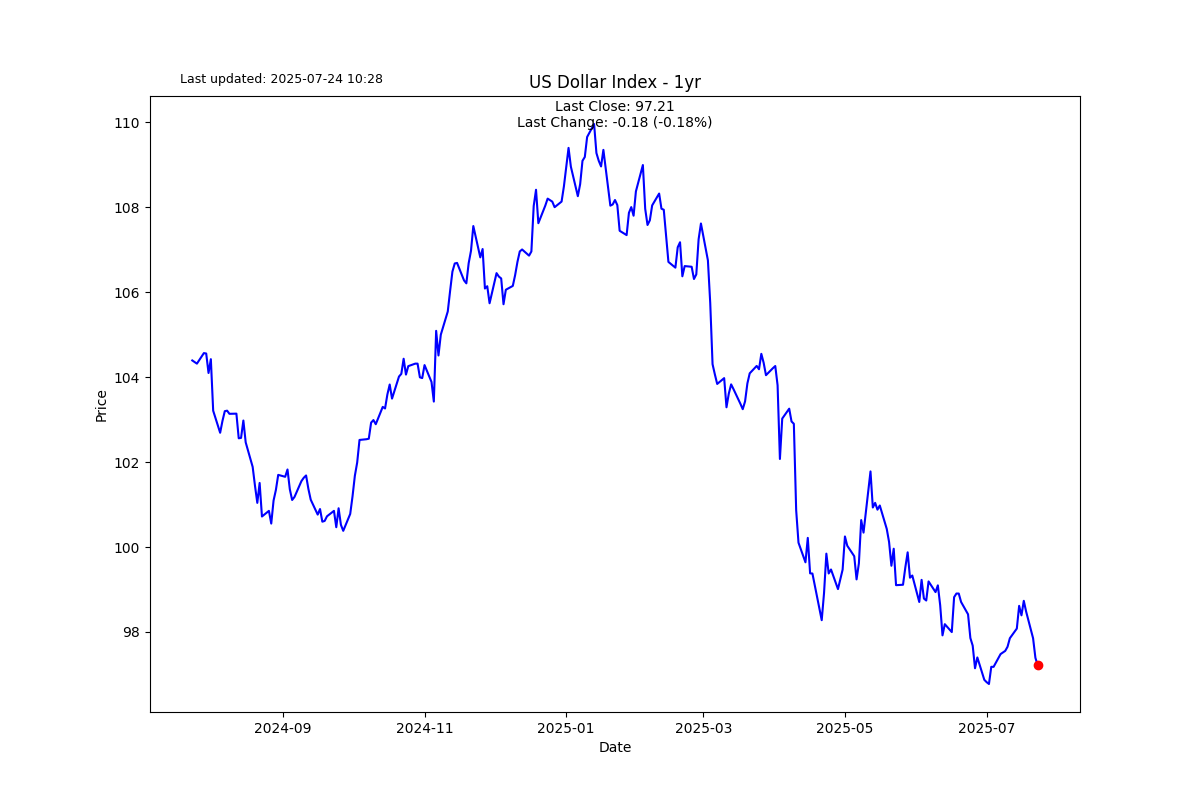 Last updated: 2025-07-24 10:28
US Dollar Index - 1yr
Last Close: 97.21
Last Change: -0.18 (-0.18%)
110
108
106
104
102
100
98
Price
2024-09
2024-11
2025-01
2025-03
2025-05
2025-07
Date